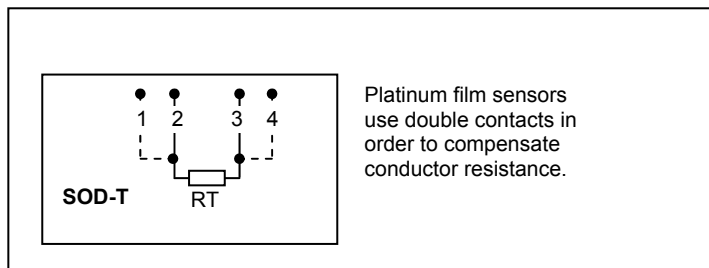 1 2 3 4
SOD-T
RT
Platinum film sensors
use double contacts in
order to compensate
conductor resistance.